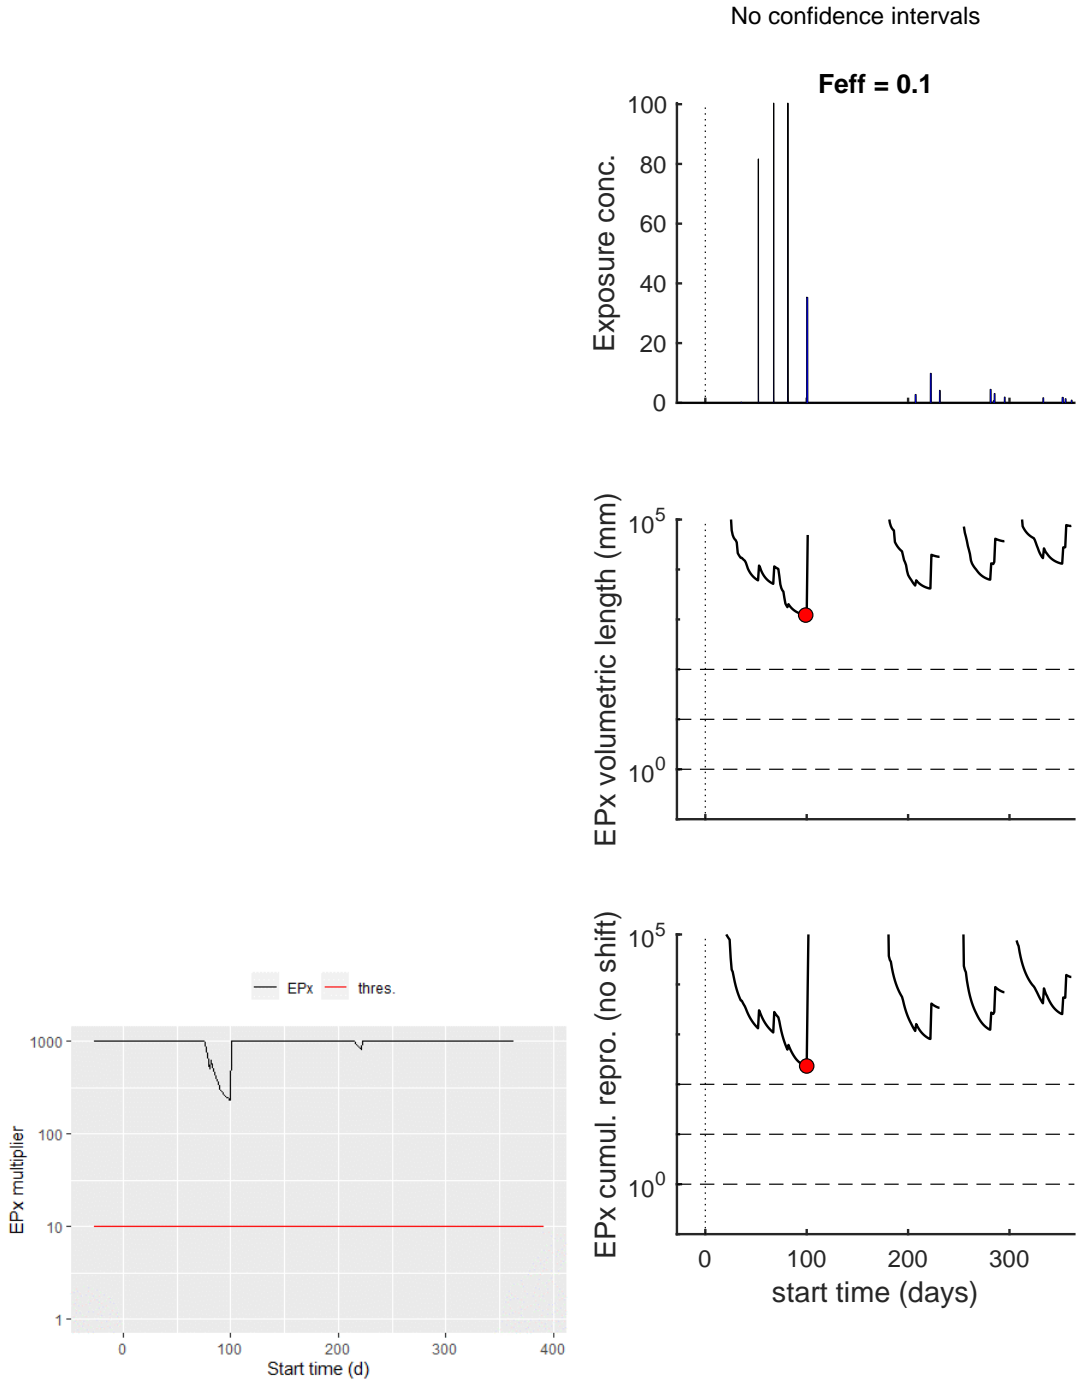 No confidence intervals
Feff = 0.1
Exposure conc.
100
80
60
40
20
0
EPx volumetric length (mm)
10^5
10^0
EPx cumul. repro. (no shift)
10^5
10^0
0 100 200 300
start time (days)
EPx thres.
EPx multiplier
1000
100
10
1
0 100 200 300 400
Start time (d)